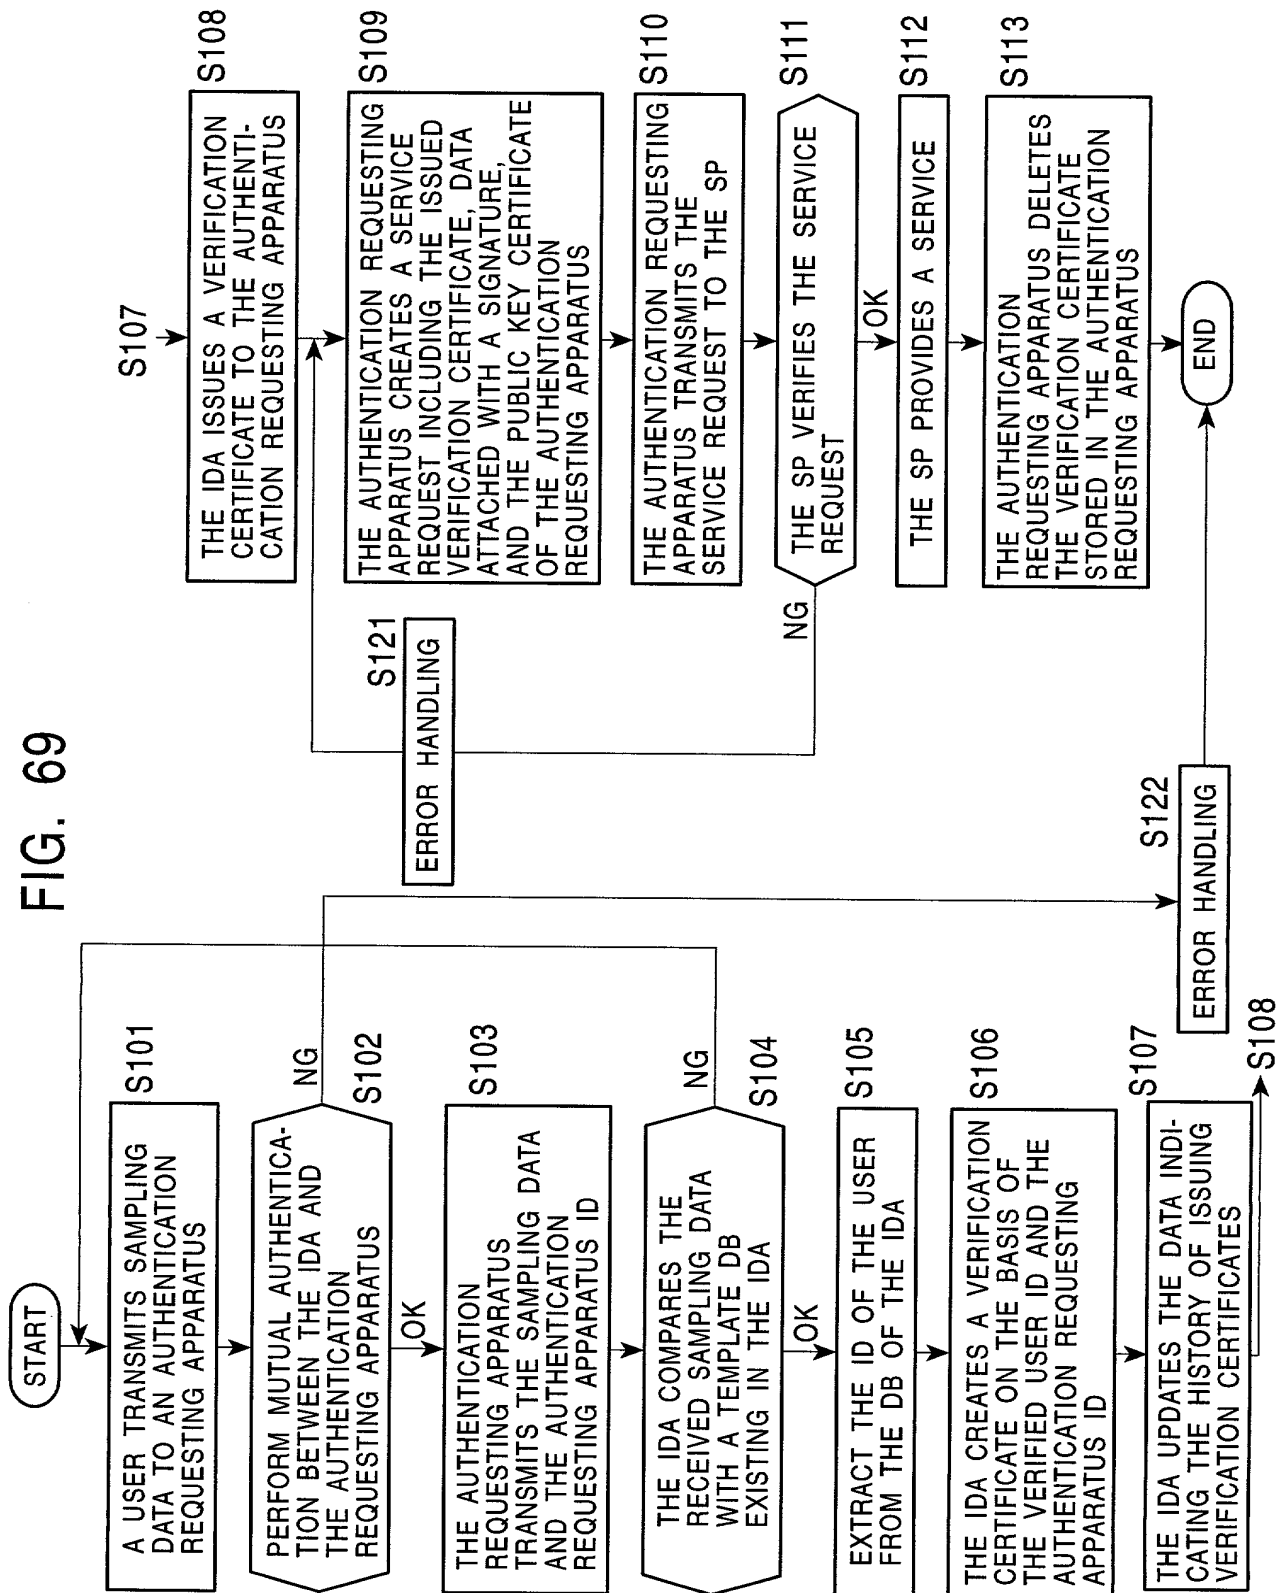 FIG. 69
START
S101
A USER TRANSMITS SAMPLING
DATA TO AN AUTHENTICATION
REQUESTING APPARATUS
S102
PERFORM MUTUAL AUTHENTICA-
TION BETWEEN THE IDA AND
THE AUTHENTICATION
REQUESTING APPARATUS
NG
OK
S103
THE AUTHENTICATION
REQUESTING APPARATUS
TRANSMITS THE SAMPLING DATA
AND THE AUTHENTICATION
REQUESTING APPARATUS ID
S104
THE IDA COMPARES THE
RECEIVED SAMPLING DATA
WITH A TEMPLATE DB
EXISTING IN THE IDA
NG
OK
S105
EXTRACT THE ID OF THE USER
FROM THE DB OF THE IDA
S106
THE IDA CREATES A VERIFICATION
CERTIFICATE ON THE BASIS OF
THE VERIFIED USER ID AND THE
AUTHENTICATION REQUESTING
APPARATUS ID
S107
THE IDA UPDATES THE DATA INDI-
CATING THE HISTORY OF ISSUING
VERIFICATION CERTIFICATES
S108
S107
S108
THE IDA ISSUES A VERIFICATION
CERTIFICATE TO THE AUTHENTI-
CATION REQUESTING APPARATUS
S109
THE AUTHENTICATION REQUESTING
APPARATUS CREATES A SERVICE
REQUEST INCLUDING THE ISSUED
VERIFICATION CERTIFICATE, DATA
ATTACHED WITH A SIGNATURE,
AND THE PUBLIC KEY CERTIFICATE
OF THE AUTHENTICATION
REQUESTING APPARATUS
S121
ERROR HANDLING
S110
THE AUTHENTICATION REQUESTING
APPARATUS TRANSMITS THE
SERVICE REQUEST TO THE SP
S111
THE SP VERIFIES THE SERVICE
REQUEST
NG
OK
S112
THE SP PROVIDES A SERVICE
S113
THE AUTHENTICATION
REQUESTING APPARATUS DELETES
THE VERIFICATION CERTIFICATE
STORED IN THE AUTHENTICATION
REQUESTING APPARATUS
S122
ERROR HANDLING
END